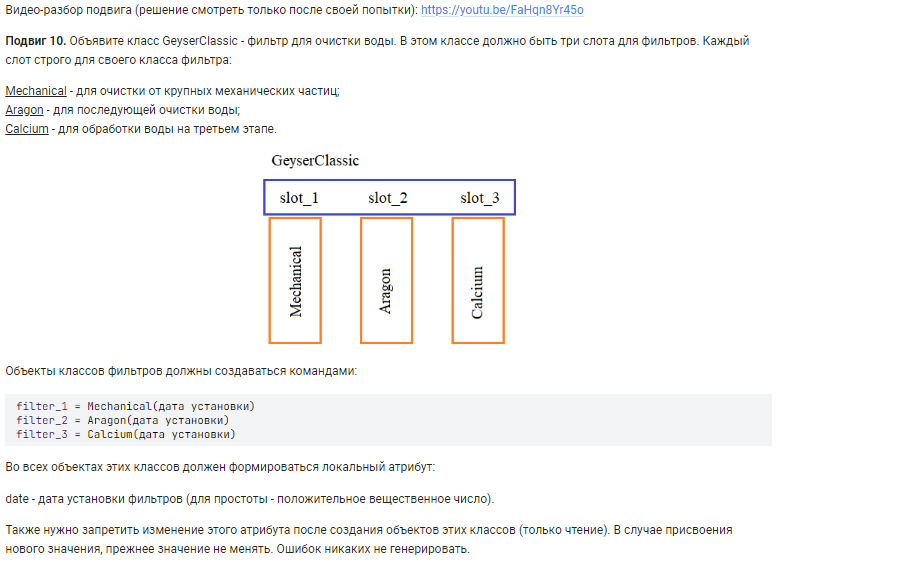 Видео-разбор подвига (решение смотреть только после своей попытки): https://youtu.be/FaHqn8Yr45o
Подвиг 10. Объявите класс GeyserClassic - фильтр для очистки воды. В этом классе должно быть три слота для фильтров. Каждый
слот строго для своего класса фильтра:
Mechanical - для очистки от крупных механических частиц;
Aragon - для последующей очистки воды;
Calcium - для обработки воды на третьем этапе.
GeyserClassic
slot_1 slot_2 slot_3
Mechanical
Aragon
Calcium
Объекты классов фильтров должны создаваться командами:
filter_1 = Mechanical(дата установки)
filter_2 = Aragon(дата установки)
filter_3 = Calcium(дата установки)
Во всех объектах этих классов должен формироваться локальный атрибут:
date - дата установки фильтров (для простоты - положительное вещественное число).
Также нужно запретить изменение этого атрибута после создания объектов этих классов (только чтение). В случае присвоения
нового значения, прежнее значение не менять. Ошибок никаких не генерировать.